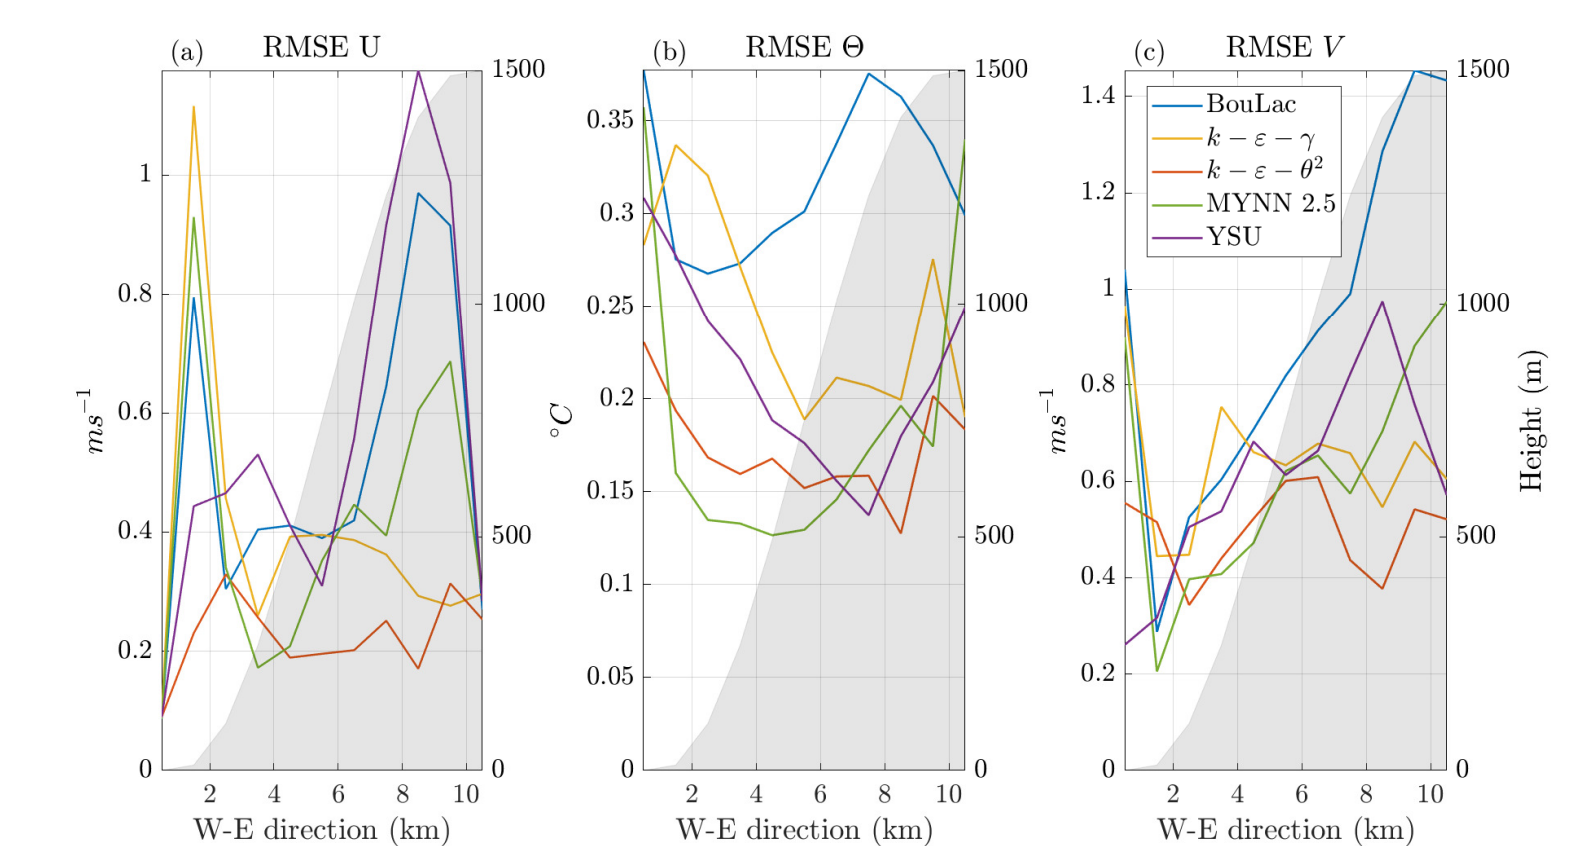 (a) RMSE U
1500
1000
500
0
1
0.8
0.6
0.4
0.2
0
ms⁻¹
2 4 6 8 10
W-E direction (km)
(b) RMSE Θ
1500
1000
500
0
0.35
0.3
0.25
0.2
0.15
0.1
0.05
0
°C
2 4 6 8 10
W-E direction (km)
(c) RMSE V
1500
1000
500
0
Height (m)
1.4
1.2
1
0.8
0.6
0.4
0.2
0
ms⁻¹
BouLac
k − ε − γ
k − ε − θ²
MYNN 2.5
YSU
2 4 6 8 10
W-E direction (km)